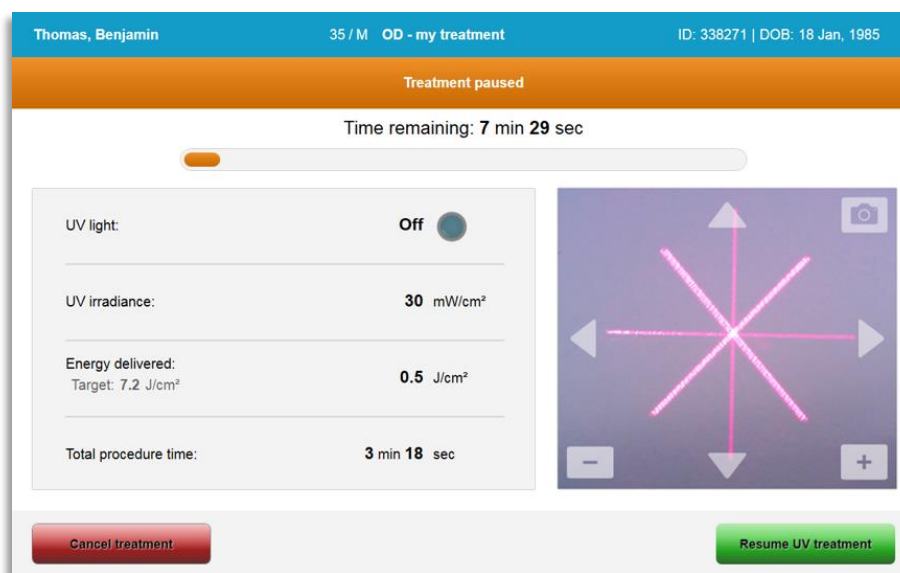 Thomas, Benjamin 35 / M OD - my treatment ID: 338271 | DOB: 18 Jan, 1985
Treatment paused
Time remaining: 7 min 29 sec
UV light: Off
UV irradiance: 30 mW/cm²
Energy delivered:
Target: 7.2 J/cm² 0.5 J/cm²
Total procedure time: 3 min 18 sec
Cancel treatment Resume UV treatment